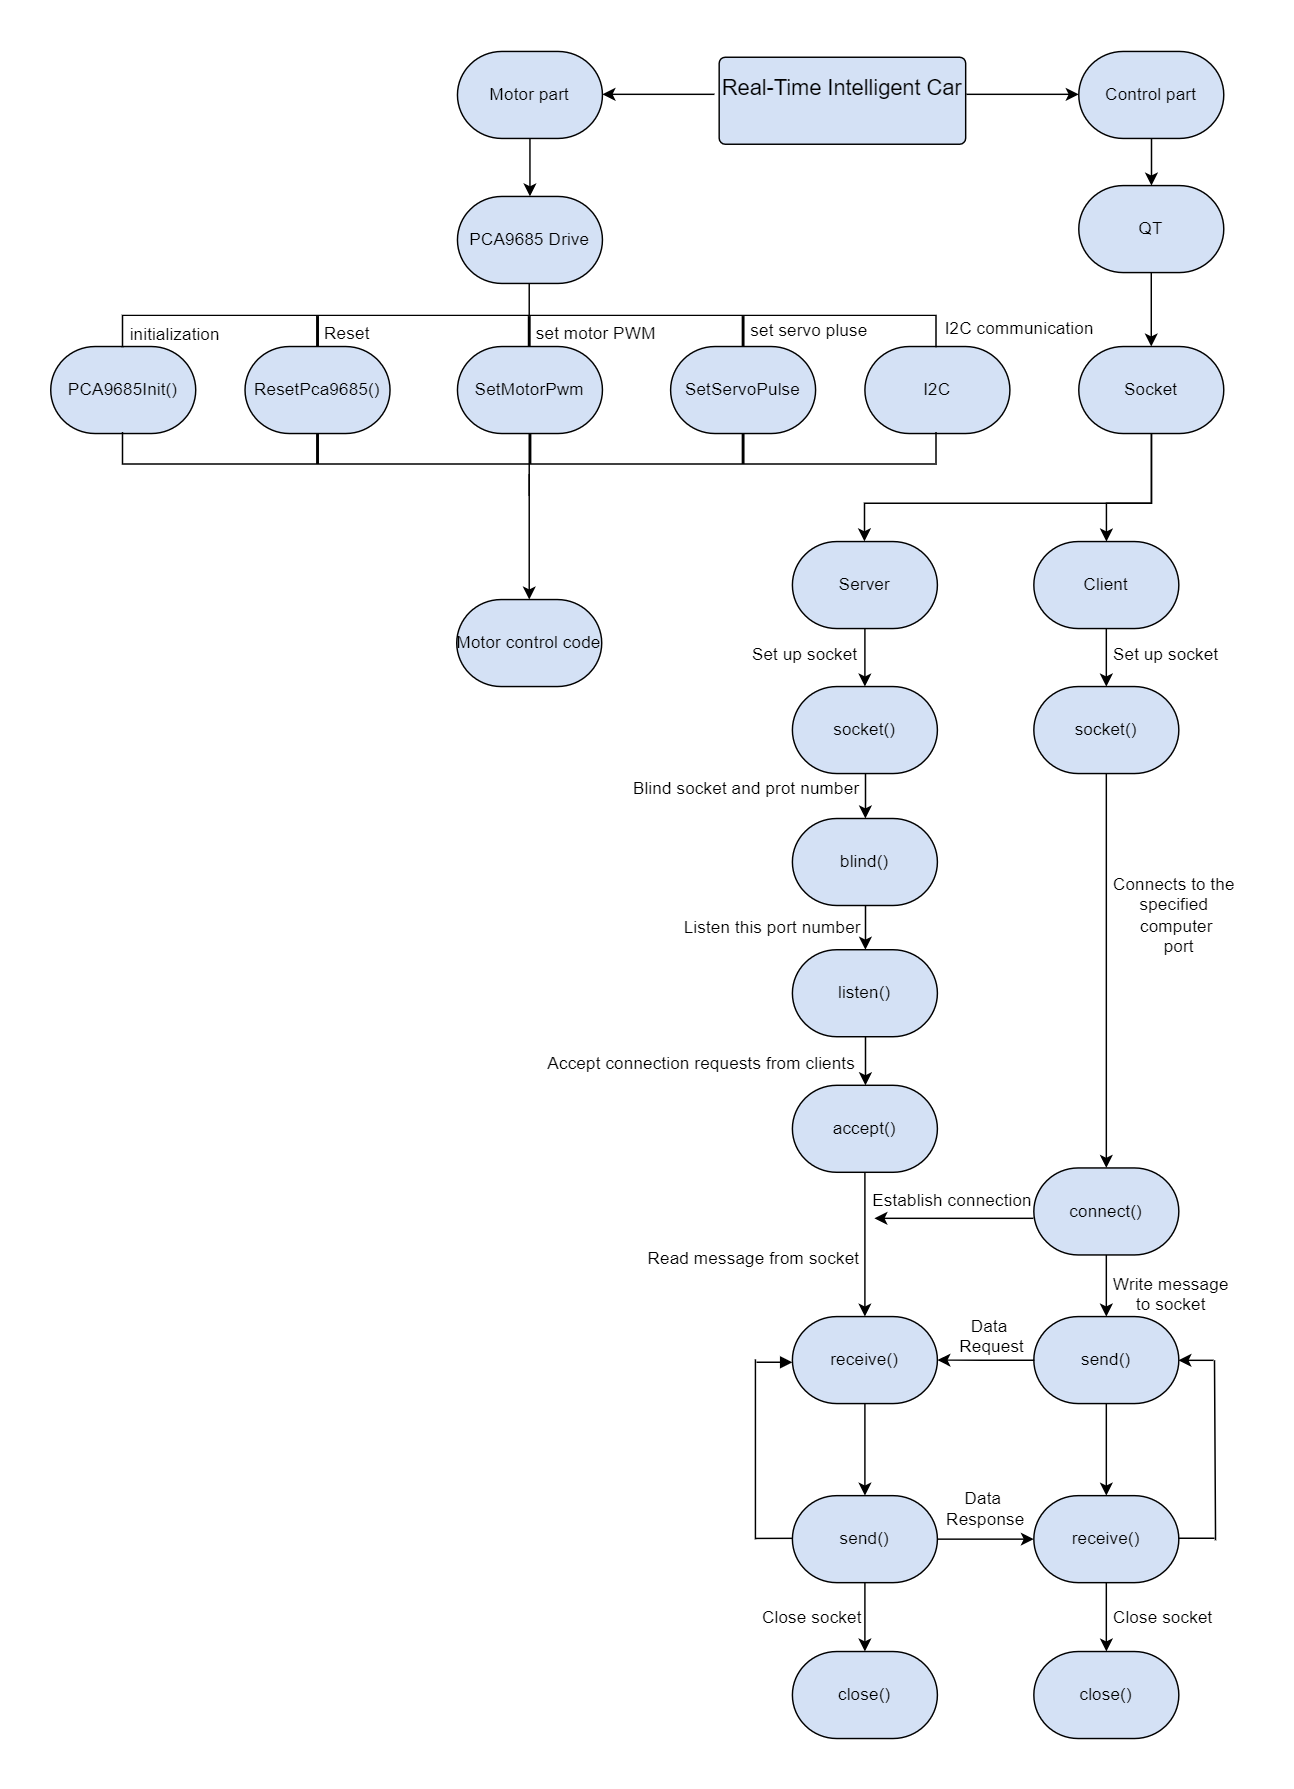 Motor part
Real-Time Intelligent Car
Control part
PCA9685 Drive
QT
initialization
Reset
set motor PWM
set servo pluse
I2C communication
PCA9685Init()
ResetPca9685()
SetMotorPwm
SetServoPulse
I2C
Socket
Server
Client
Motor control code
Set up socket
Set up socket
socket()
socket()
Blind socket and prot number
blind()
Connects to the
specified
computer
port
Listen this port number
listen()
Accept connection requests from clients
accept()
Establish connection
connect()
Read message from socket
Write message
to socket
Data
Request
receive()
send()
Data
Response
send()
receive()
Close socket
Close socket
close()
close()